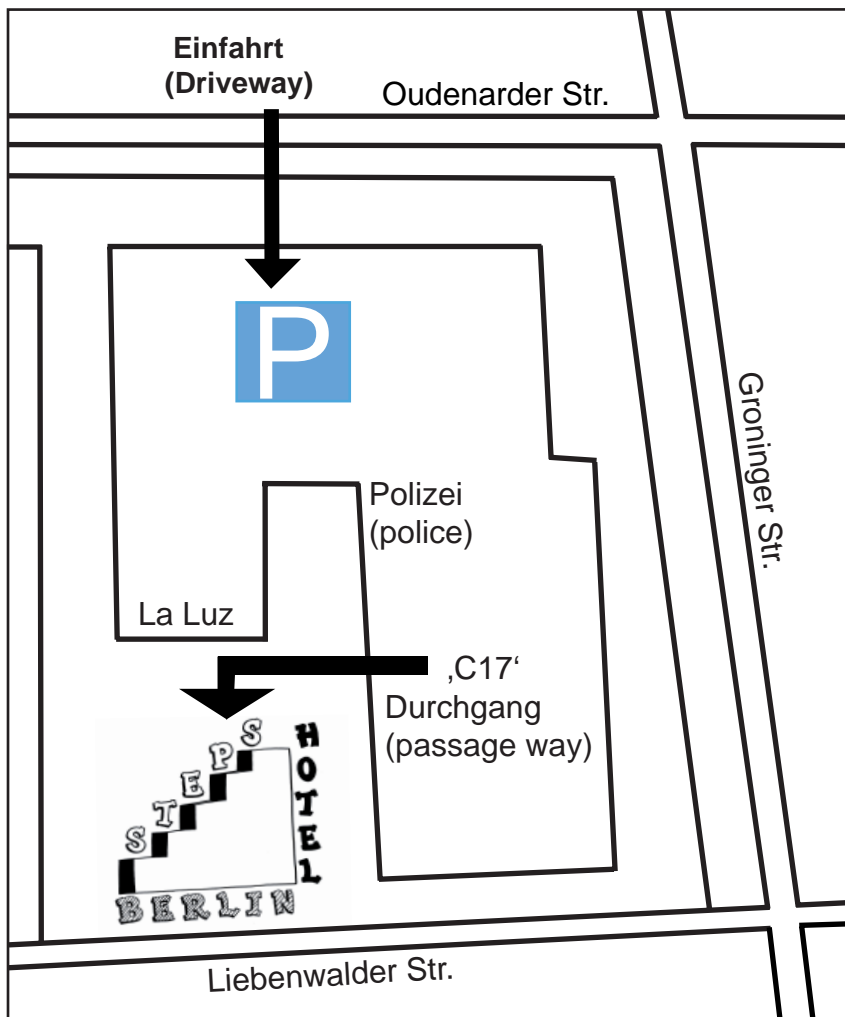 Einfahrt
(Driveway)
Oudenarder Str.
P
Groninger Str.
Polizei
(police)
La Luz
‚C17‘
Durchgang
(passage way)
STEPS
HOTEL
BERLIN
Liebenwalder Str.